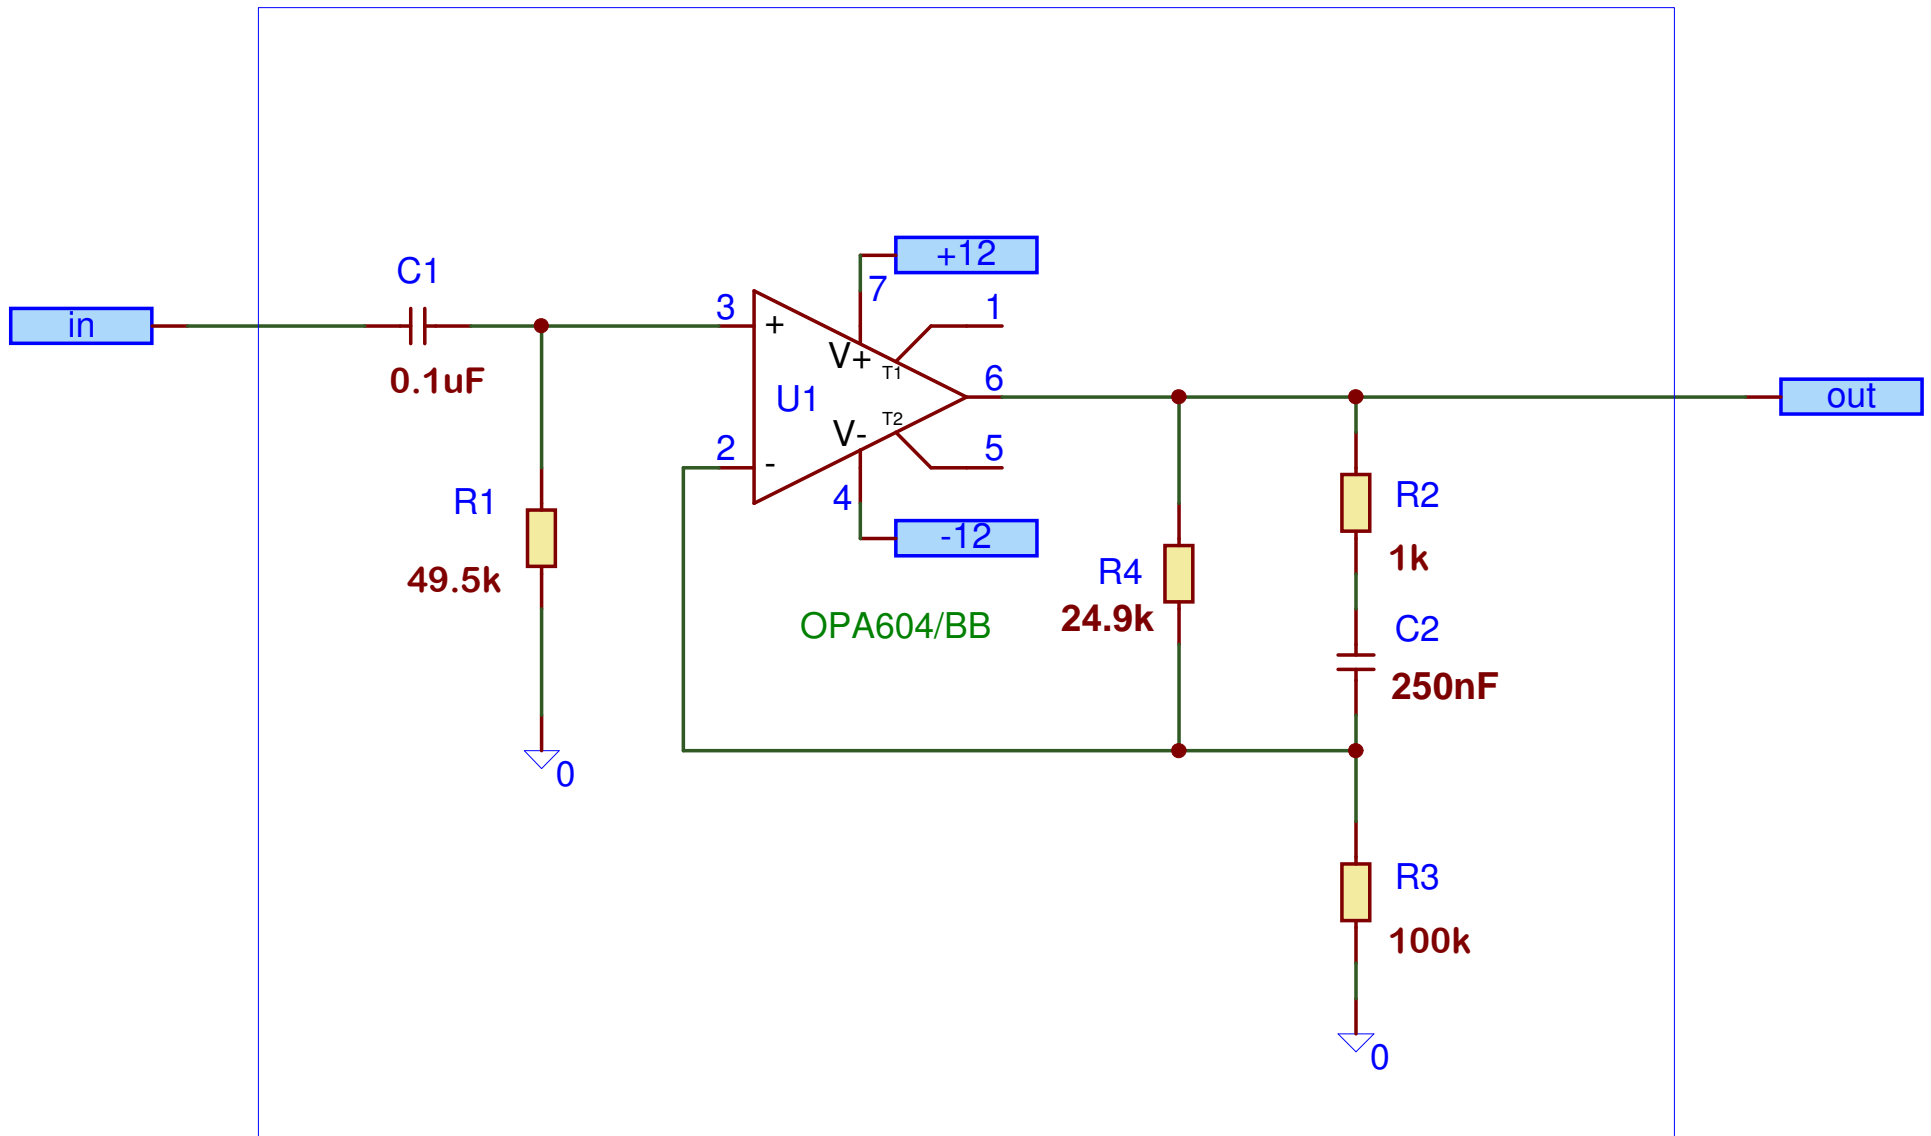 C1
in
0.1uF
R1
49.5k
0
+12
7
3
1
+
V+
T1
U1
6
T2
V-
2
-
5
4
-12
OPA604/BB
out
R4
24.9k
R2
1k
C2
250nF
R3
100k
0